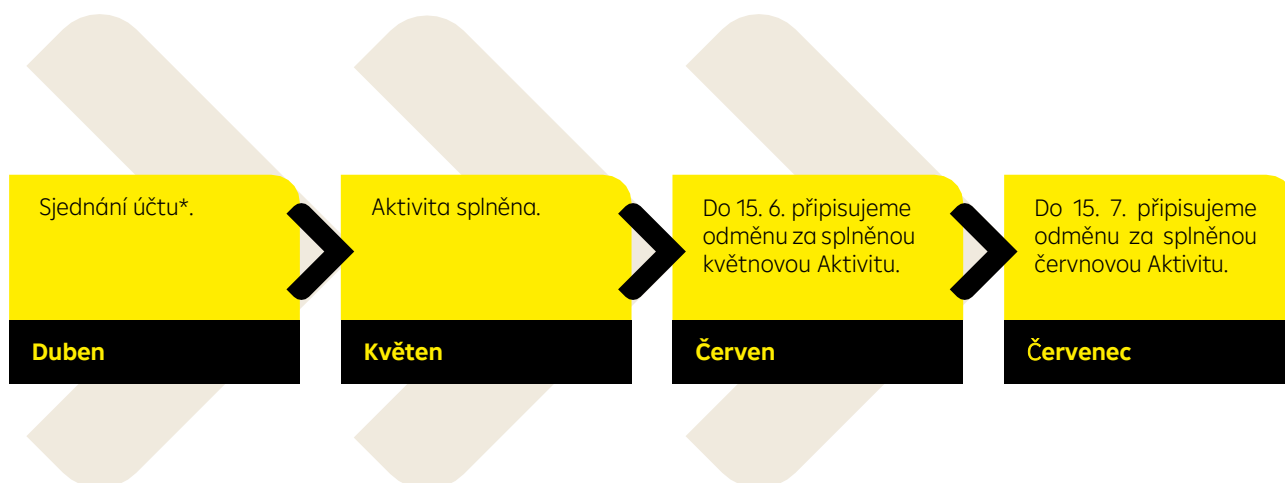 Sjednání účtu*.
Duben
Aktivita splněna.
Květen
Do 15. 6. připisujeme
odměnu za splněnou
květnovou Aktivitu.
Červen
Do 15. 7. připisujeme
odměnu za splněnou
červnovou Aktivitu.
Červenec